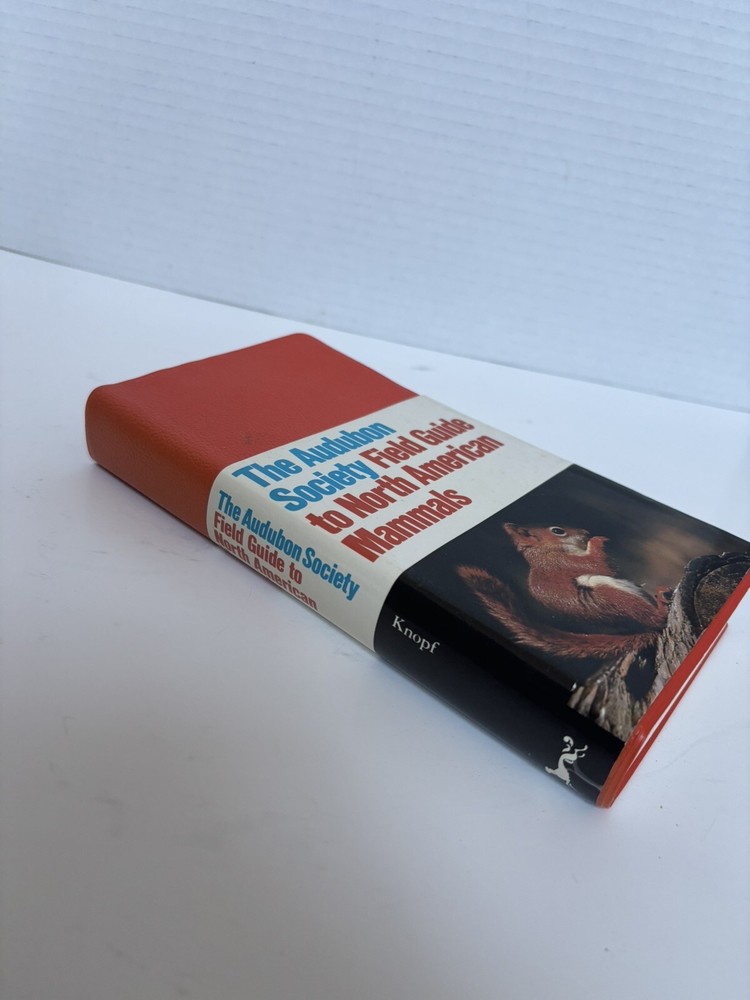 The Audubon
Society Field Guide
to North American
Mammals
The Audubon Society
Field Guide to
North American
Knopf